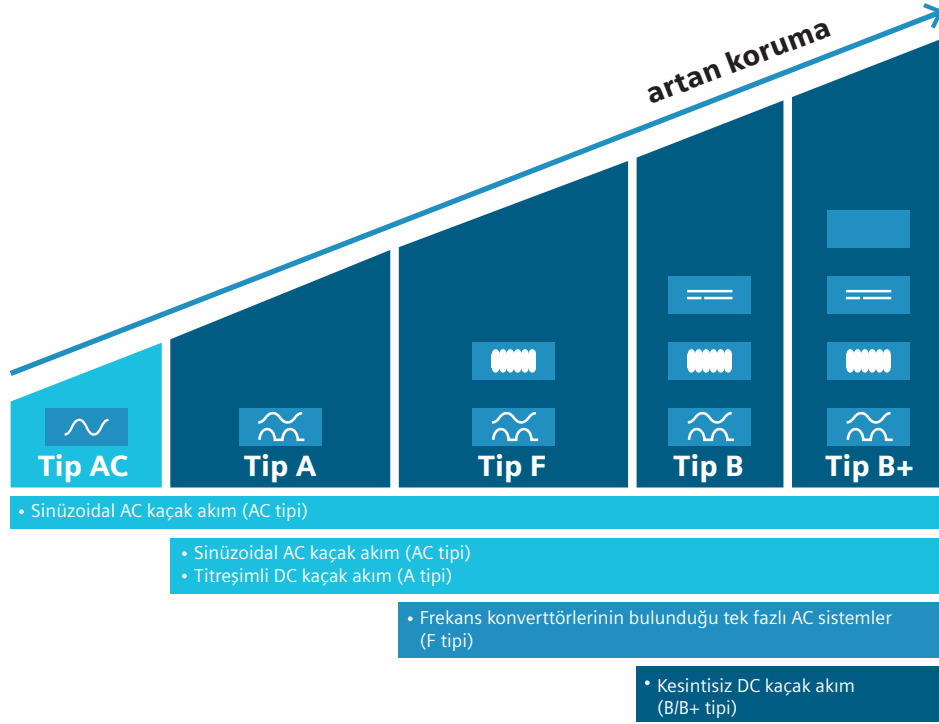 artan koruma
Tip AC
Tip A
Tip F
Tip B
Tip B+
• Sinüzoidal AC kaçak akım (AC tipi)
• Sinüzoidal AC kaçak akım (AC tipi)
• Titreşimli DC kaçak akım (A tipi)
• Frekans konverttörlerinin bulunduğu tek fazlı AC sistemler
(F tipi)
• Kesintisiz DC kaçak akım
(B/B+ tipi)